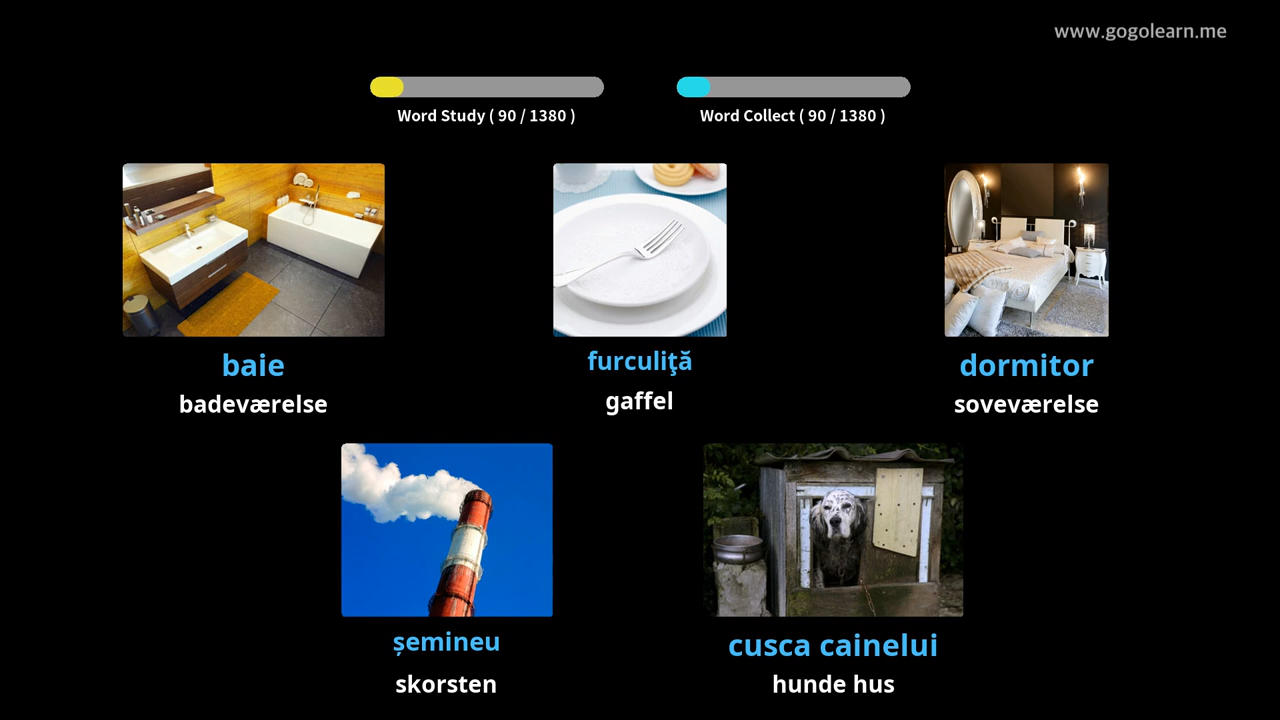 www.gogolearn.me
Word Study ( 90 / 1380 )
Word Collect ( 90 / 1380 )
baie
badeværelse
furculiţă
gaffel
dormitor
soveværelse
șemineu
skorsten
cusca cainelui
hunde hus